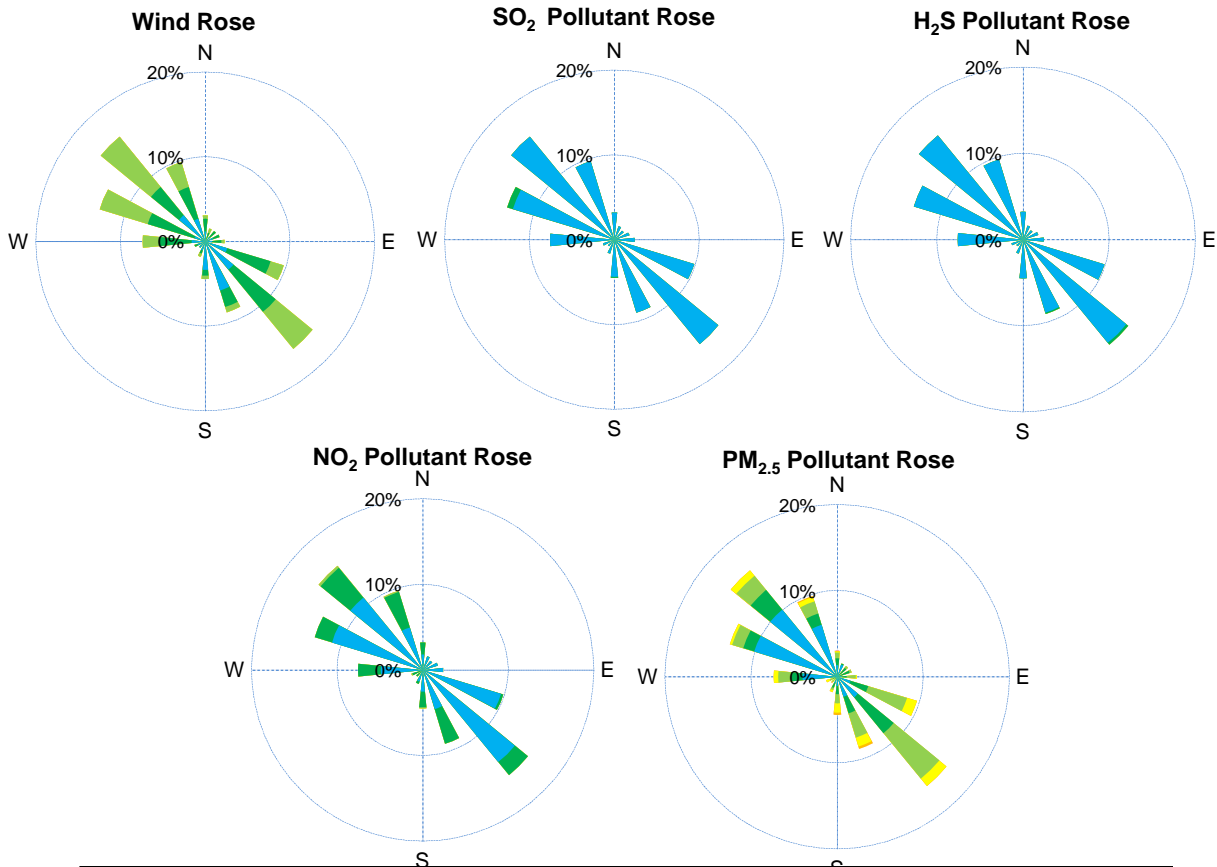 Wind Rose
N
20%
10%
0%
W
E
S
SO₂ Pollutant Rose
N
20%
10%
0%
W
E
S
H₂S Pollutant Rose
N
20%
10%
0%
W
E
S
NO₂ Pollutant Rose
N
20%
10%
0%
W
E
S
PM₂.₅ Pollutant Rose
N
20%
10%
0%
W
E
S